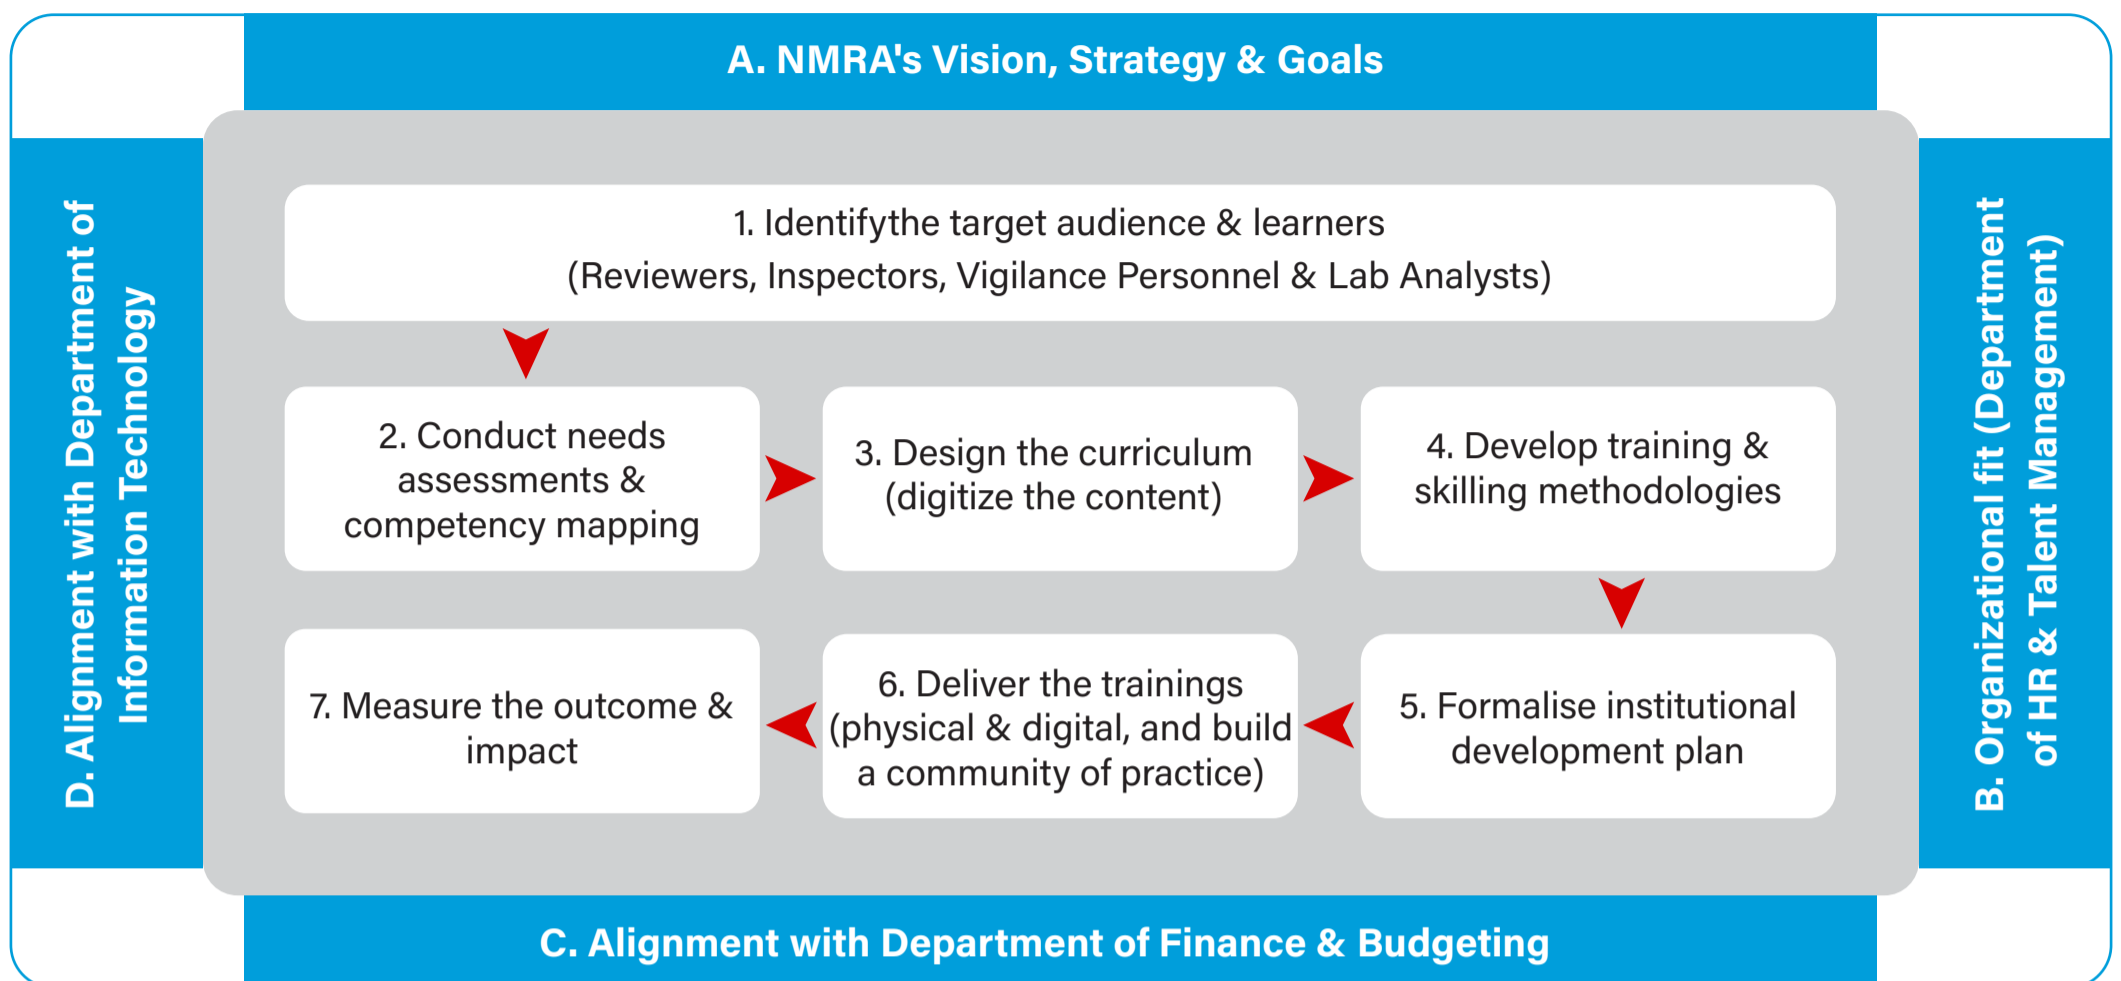 A. NMRA's Vision, Strategy & Goals
D. Alignment with Department of
Information Technology
1. Identifythe target audience & learners
(Reviewers, Inspectors, Vigilance Personnel & Lab Analysts)
2. Conduct needs
assessments &
competency mapping
3. Design the curriculum
(digitize the content)
4. Develop training &
skilling methodologies
5. Formalise institutional
development plan
6. Deliver the trainings
(physical & digital, and build
a community of practice)
7. Measure the outcome &
impact
B. Organizational fit (Department
of HR & Talent Management)
C. Alignment with Department of Finance & Budgeting